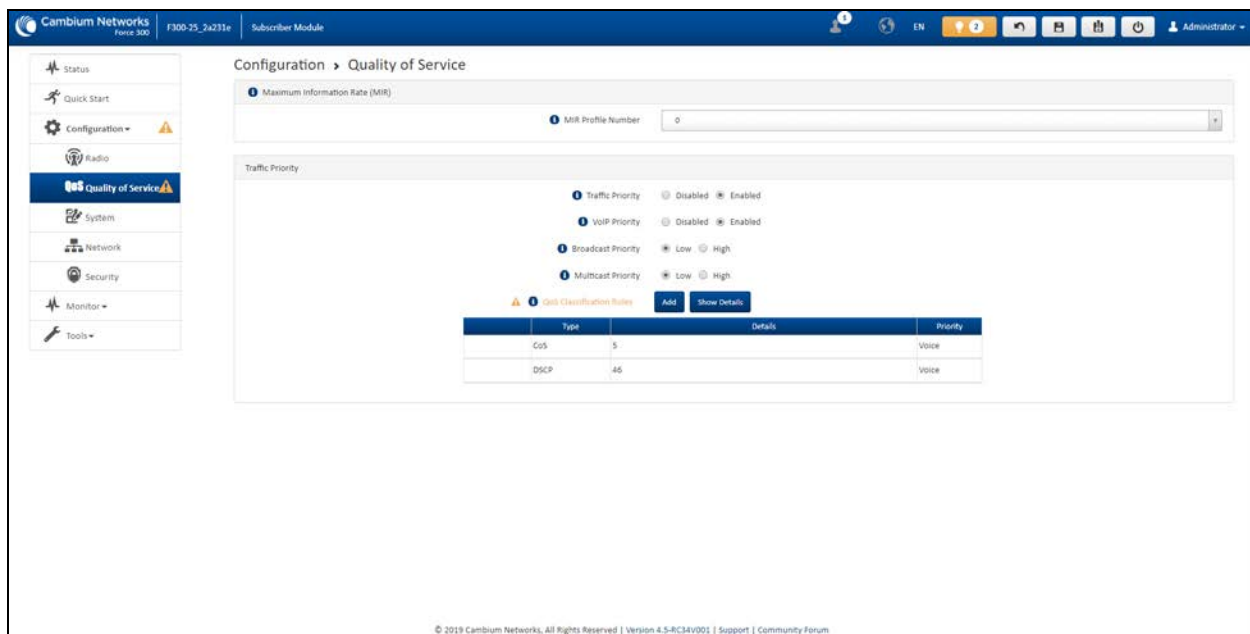 Cambium Networks
Force 300
F300-25_2a231e
Subscriber Module
5
EN
2
Administrator
Status
Quick Start
Configuration
Radio
QoS Quality of Service
System
Network
Security
Monitor
Tools
Configuration > Quality of Service
Maximum Information Rate (MIR)
MIR Profile Number
0
Traffic Priority
Traffic Priority Disabled Enabled
VoIP Priority Disabled Enabled
Broadcast Priority Low High
Multicast Priority Low High
QoS Classification Rules Add Show Details
Type Details Priority
CoS 5 Voice
DSCP 46 Voice
© 2019 Cambium Networks, All Rights Reserved | Version 4.5-RC34V001 | Support | Community Forum